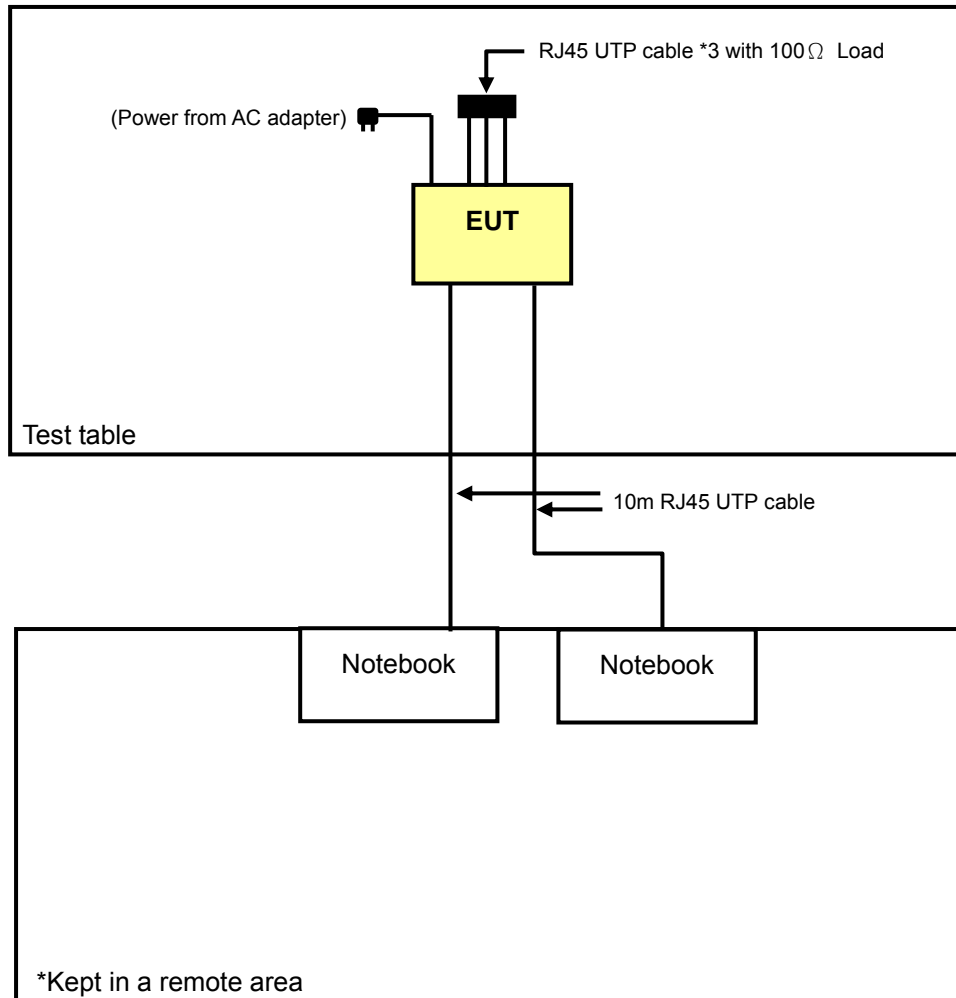 RJ45 UTP cable *3 with 100Ω Load
(Power from AC adapter)
EUT
Test table
10m RJ45 UTP cable
Notebook
Notebook
*Kept in a remote area